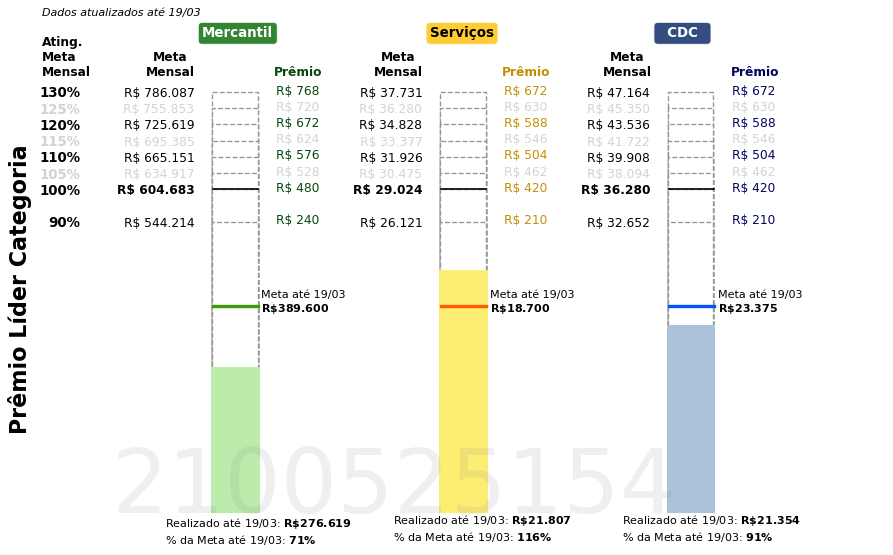 Dados atualizados até 19/03
Mercantil Serviços CDC
Ating. Meta Mensal
Meta Mensal Prêmio Meta Mensal Prêmio Meta Mensal Prêmio
130% R$ 786.087 R$ 768 R$ 37.731 R$ 672 R$ 47.164 R$ 672
125% R$ 755.853 R$ 720 R$ 36.280 R$ 630 R$ 45.350 R$ 630
120% R$ 725.619 R$ 672 R$ 34.828 R$ 588 R$ 43.536 R$ 588
115% R$ 695.385 R$ 624 R$ 33.377 R$ 546 R$ 41.722 R$ 546
110% R$ 665.151 R$ 576 R$ 31.926 R$ 504 R$ 39.908 R$ 504
105% R$ 634.917 R$ 528 R$ 30.475 R$ 462 R$ 38.094 R$ 462
100% R$ 604.683 R$ 480 R$ 29.024 R$ 420 R$ 36.280 R$ 420
90% R$ 544.214 R$ 240 R$ 26.121 R$ 210 R$ 32.652 R$ 210
Prêmio Líder Categoria
Meta até 19/03 Meta até 19/03 Meta até 19/03
R$389.600 R$18.700 R$23.375
2100525154
Realizado até 19/03: R$276.619 Realizado até 19/03: R$21.807 Realizado até 19/03: R$21.354
% da Meta até 19/03: 71% % da Meta até 19/03: 116% % da Meta até 19/03: 91%